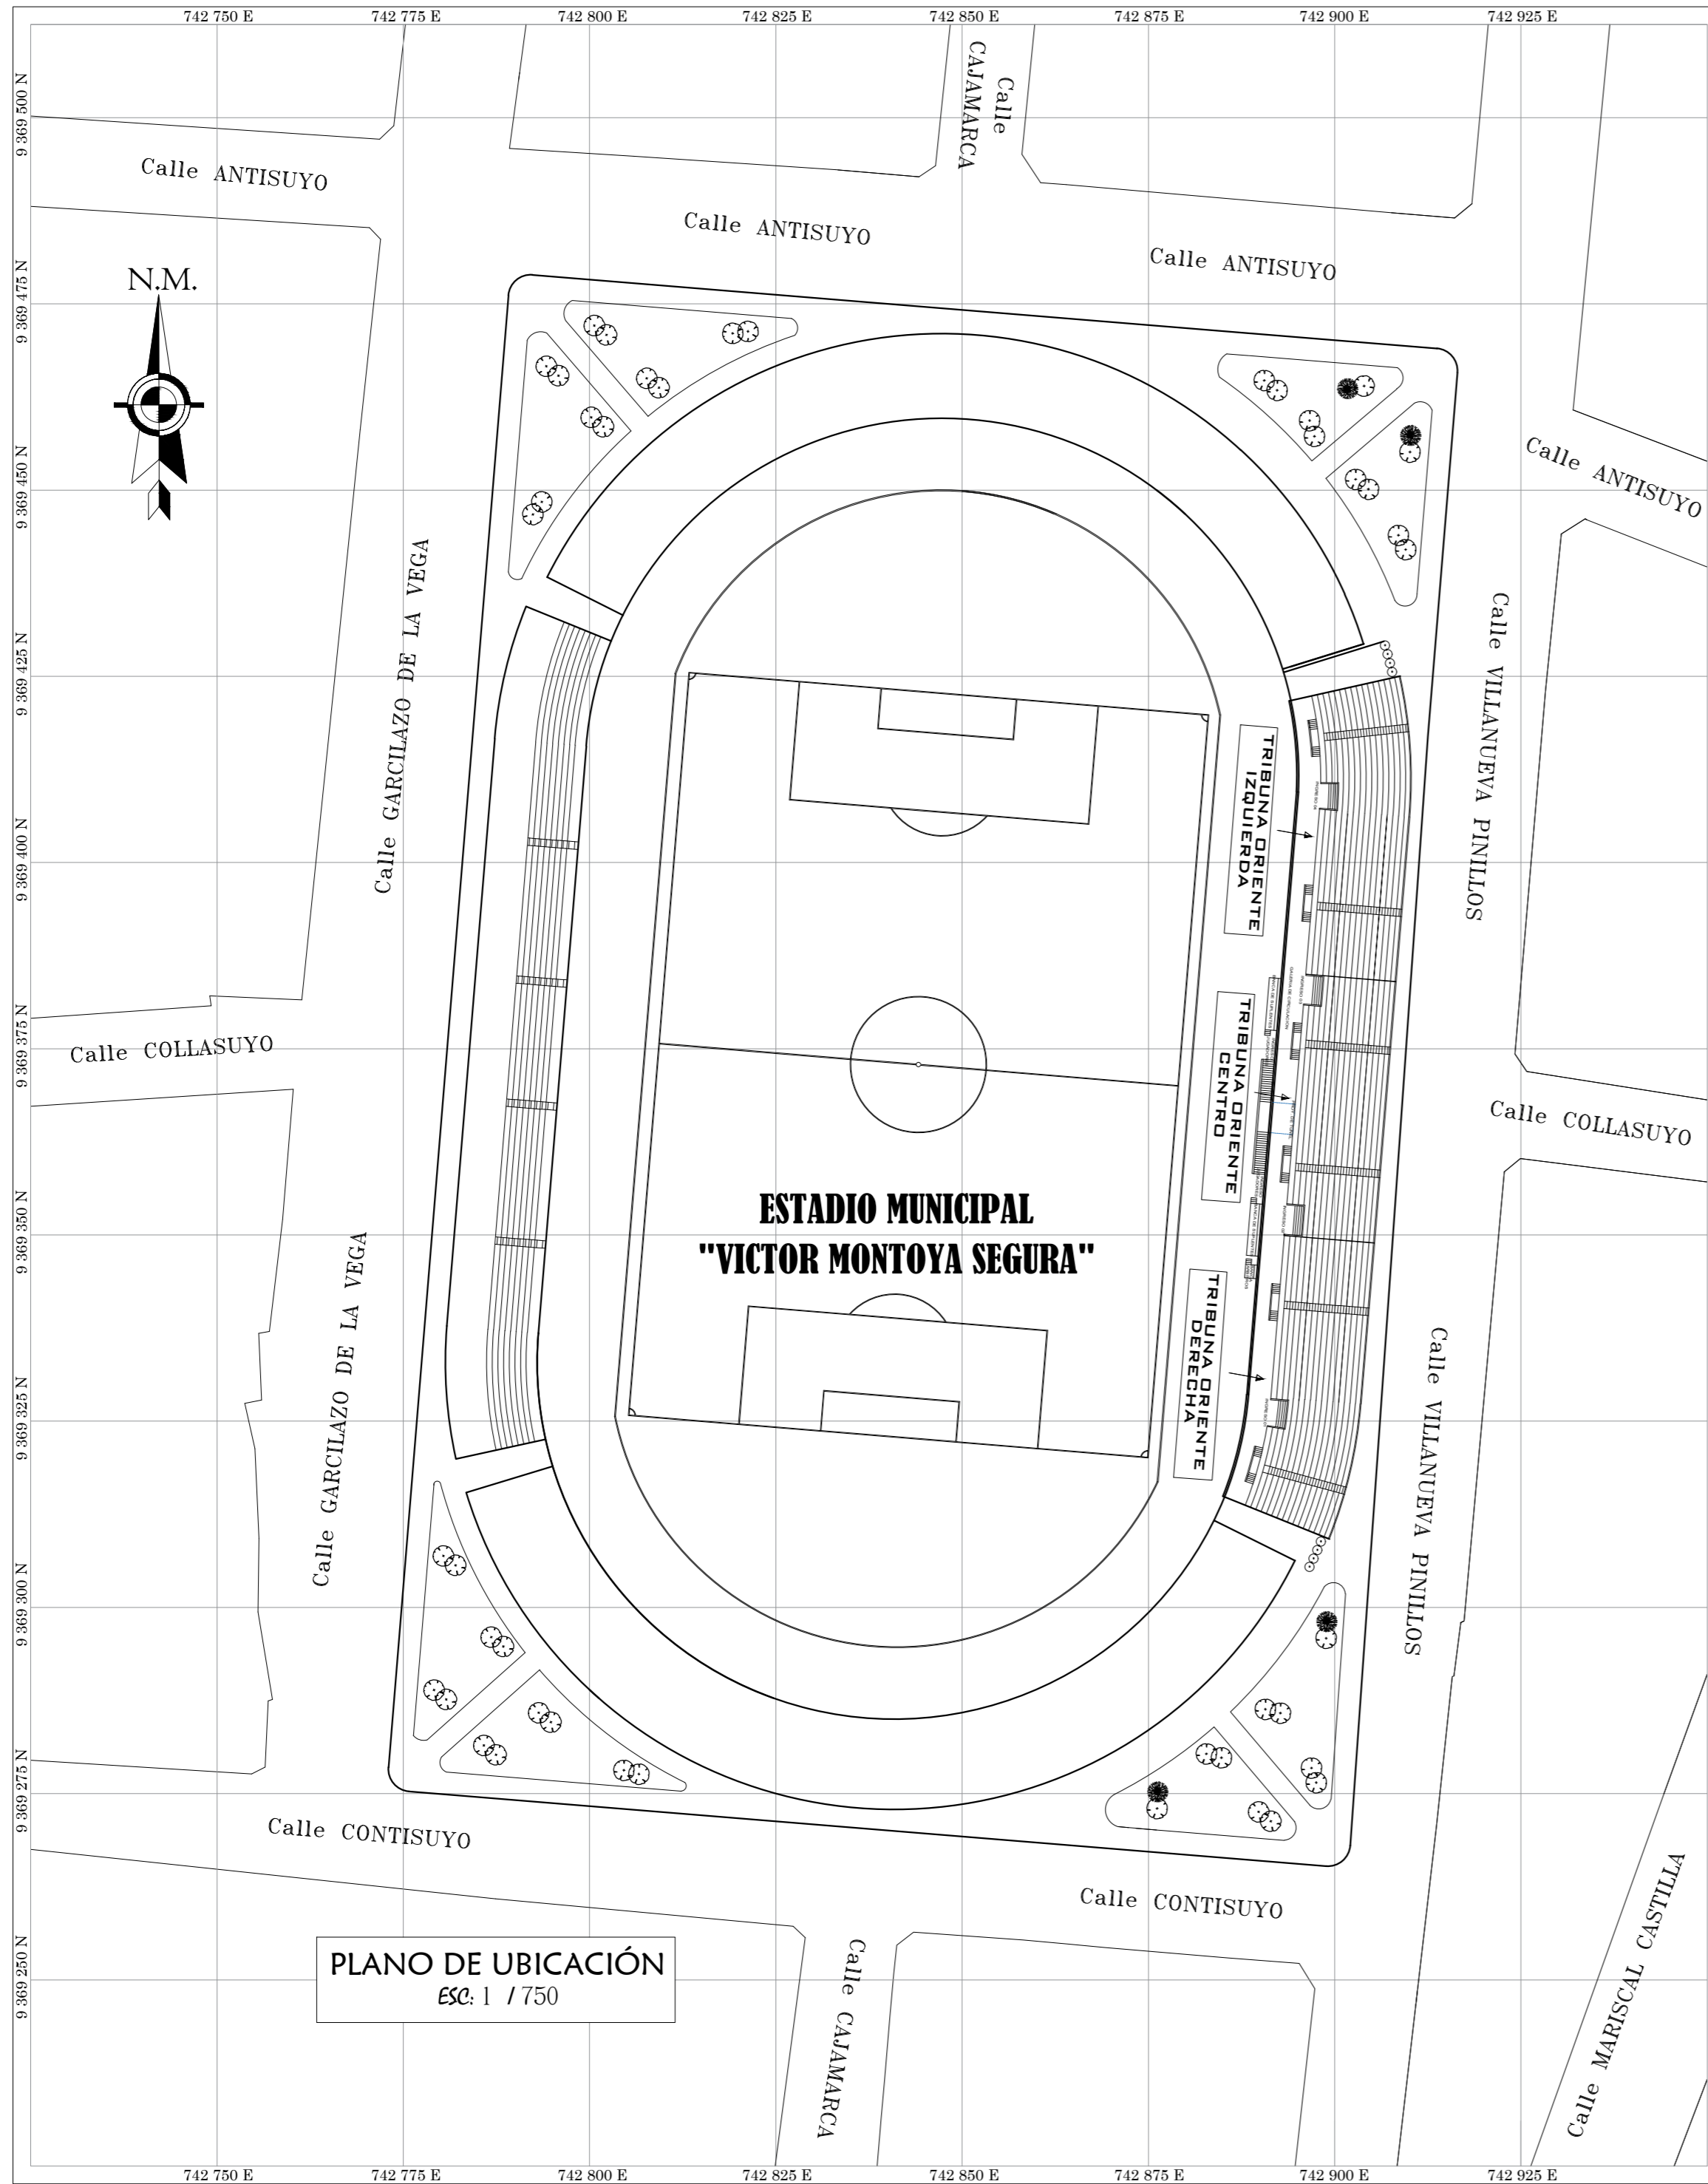 742 750 E
742 775 E
742 800 E
742 825 E
742 850 E
742 875 E
742 900 E
742 925 E
9 369 500 N
9 369 475 N
9 369 450 N
9 369 425 N
9 369 400 N
9 369 375 N
9 369 350 N
9 369 325 N
9 369 300 N
9 369 275 N
9 369 250 N
Calle
CAJAMARCA
Calle ANTISUYO
Calle ANTISUYO
Calle ANTISUYO
Calle ANTISUYO
N.M.
Calle GARCILAZO DE LA VEGA
Calle VILLANUEVA PINILLOS
TRIBUNA ORIENTE
IZQUIERDA
Calle COLLASUYO
TRIBUNA ORIENTE
CENTRO
Calle COLLASUYO
ESTADIO MUNICIPAL
"VICTOR MONTOYA SEGURA"
Calle GARCILAZO DE LA VEGA
TRIBUNA ORIENTE
DERECHA
Calle VILLANUEVA PINILLOS
Calle CONTISUYO
Calle CONTISUYO
PLANO DE UBICACIÓN
ESC: 1 / 750
Calle CAJAMARCA
Calle MARISCAL CASTILLA
742 750 E
742 775 E
742 800 E
742 825 E
742 850 E
742 875 E
742 900 E
742 925 E